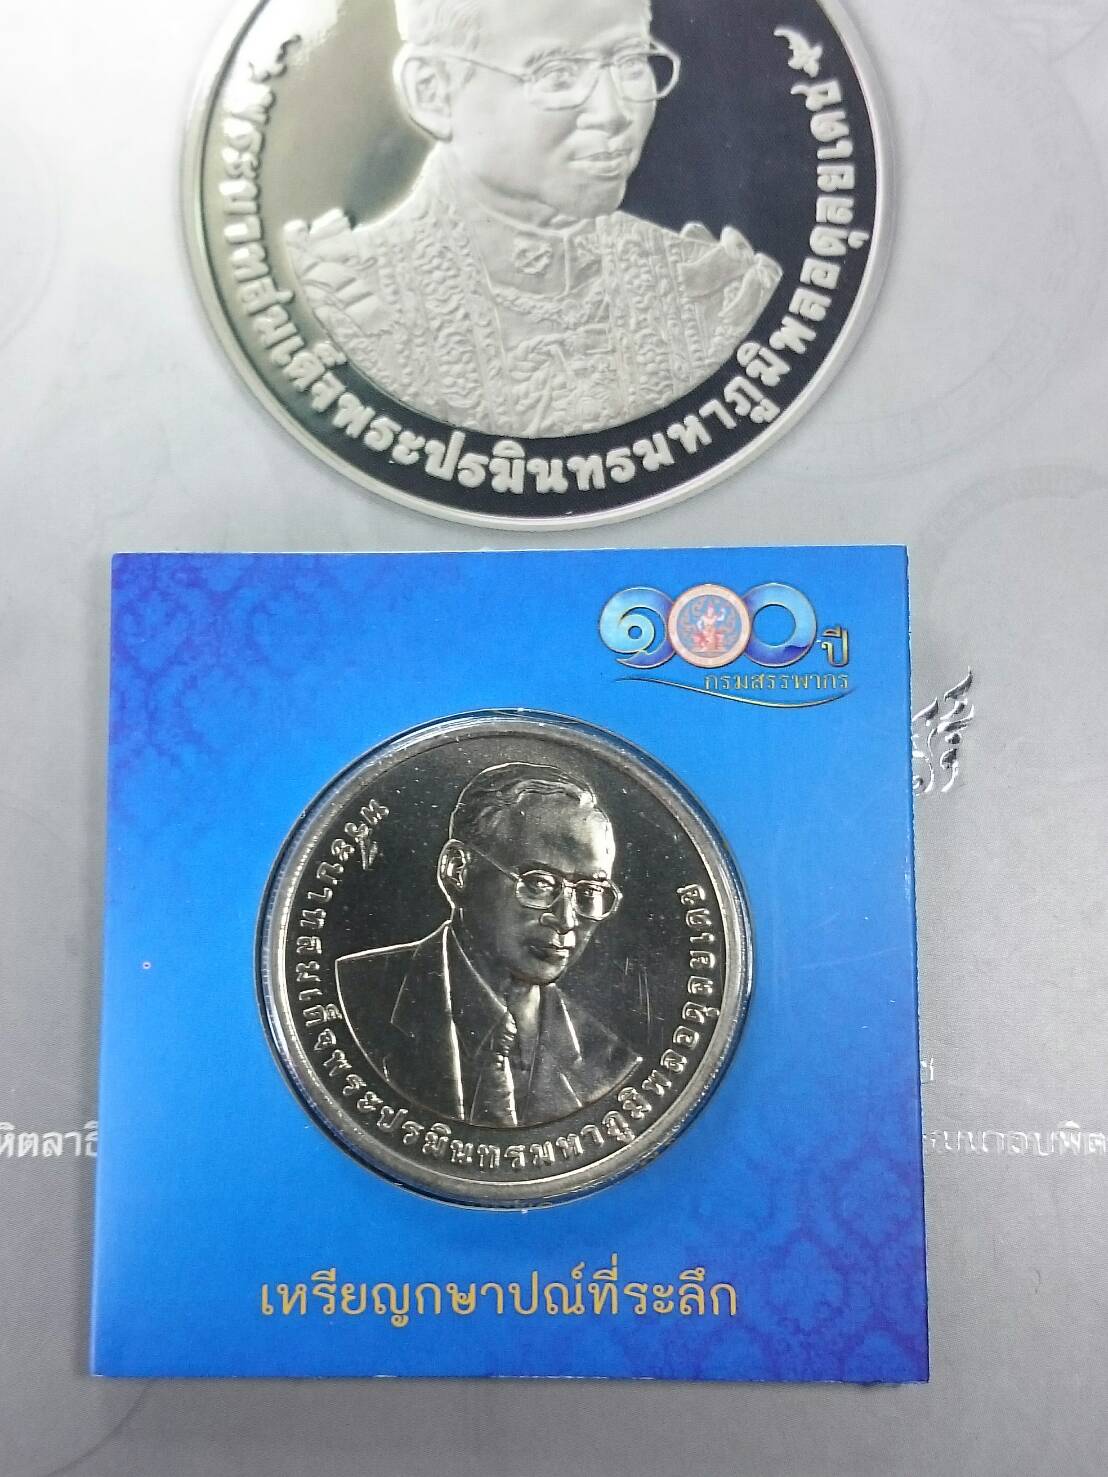 พระบาทสมเด็จพระปรมินทรมหาภูมิพลอดุลยเดช
๑๐๐ปี
กรมสรรพากร
พระบาทสมเด็จพระปรมินทรมหาภูมิพลอดุลยเดช
เหรียญกษาปณ์ที่ระลึก